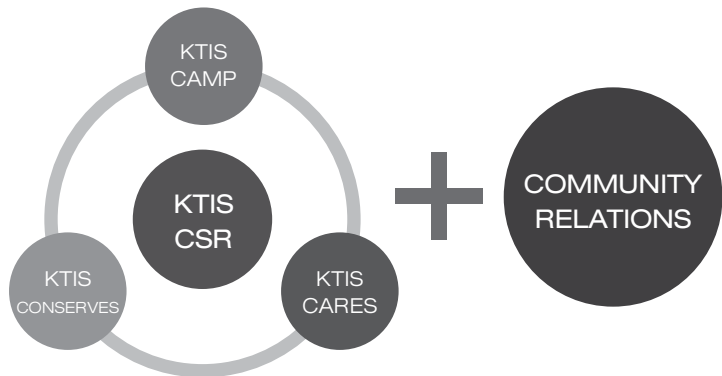 KTIS
CAMP
KTIS
CSR
KTIS
CONSERVES
KTIS
CARES
COMMUNITY
RELATIONS